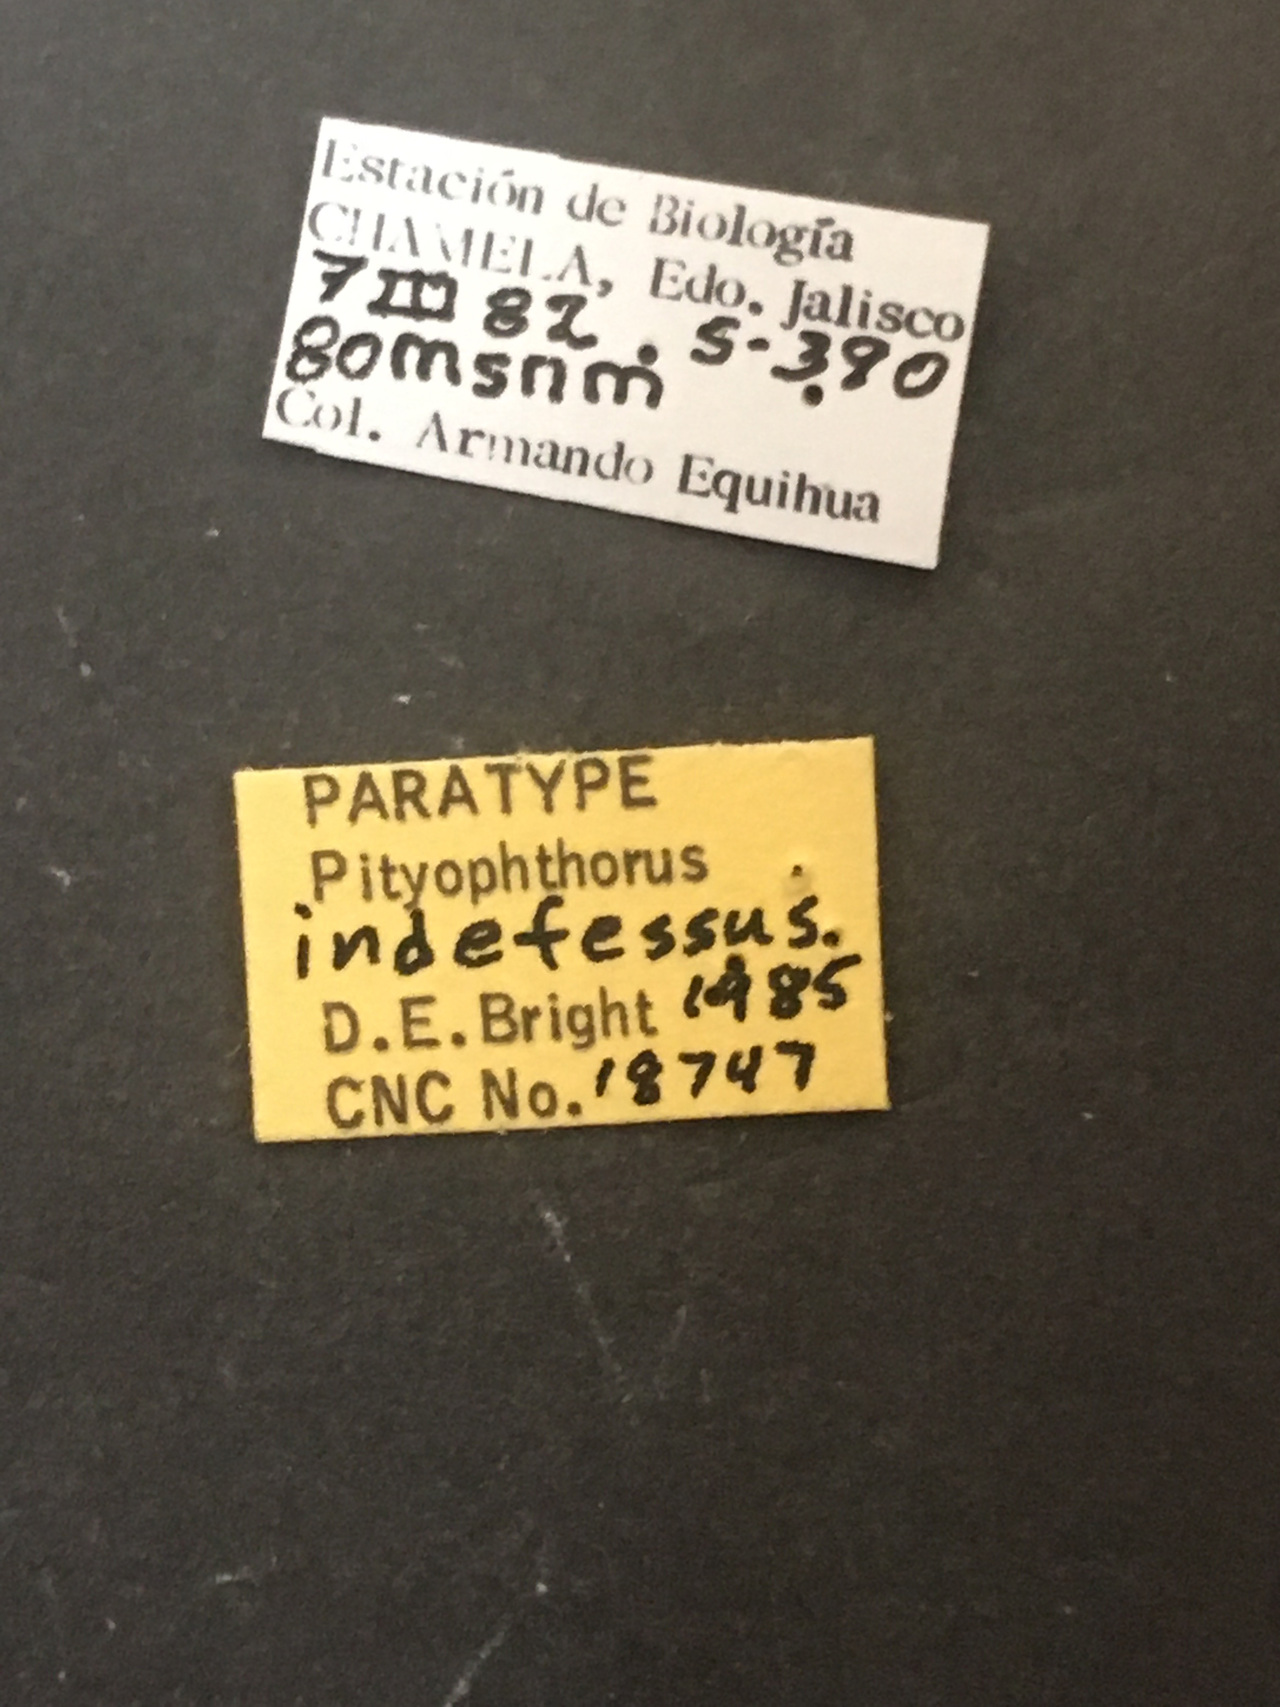 Estación de Biología
CHAMELA, Edo. Jalisco
7 III 82 . S-390
80msnm.
Col. Armando Equihua
PARATYPE
Pityophthorus
indefessus.
D.E. Bright 1985
CNC No. 18747